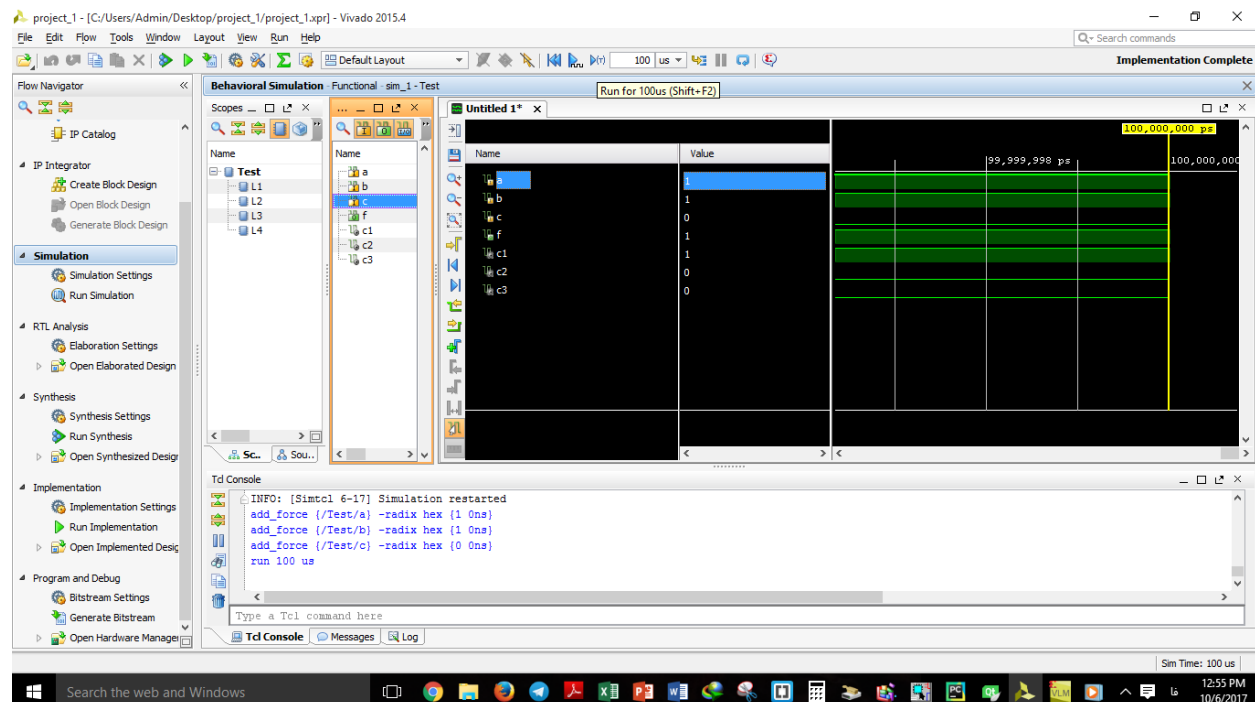 project_1 - [C:/Users/Admin/Desktop/project_1/project_1.xpr] - Vivado 2015.4
File Edit Flow Tools Window Layout View Run Help
Search commands
Default Layout
100 us
Implementation Complete
Flow Navigator
Behavioral Simulation - Functional - sim_1 - Test
Run for 100us (Shift+F2)
IP Catalog
IP Integrator
Create Block Design
Open Block Design
Generate Block Design
Simulation
Simulation Settings
Run Simulation
RTL Analysis
Elaboration Settings
Open Elaborated Design
Synthesis
Synthesis Settings
Run Synthesis
Open Synthesized Desigr
Implementation
Implementation Settings
Run Implementation
Open Implemented Desig
Program and Debug
Bitstream Settings
Generate Bitstream
Open Hardware Manager
Scopes
Name
Test
L1
L2
L3
L4
Sc..
Sou..
...
Name
a
b
c
f
c1
c2
c3
Untitled 1*
Name Value
a 1
b 1
c 0
f 1
c1 1
c2 0
c3 0
100,000,000 ps
99,999,998 ps
100,000,000
Tcl Console
INFO: [Simtcl 6-17] Simulation restarted
add_force {/Test/a} -radix hex {1 0ns}
add_force {/Test/b} -radix hex {1 0ns}
add_force {/Test/c} -radix hex {0 0ns}
run 100 us
Type a Tcl command here
Tcl Console Messages Log
Sim Time: 100 us
Search the web and Windows
VLM
فا
12:55 PM
10/6/2017